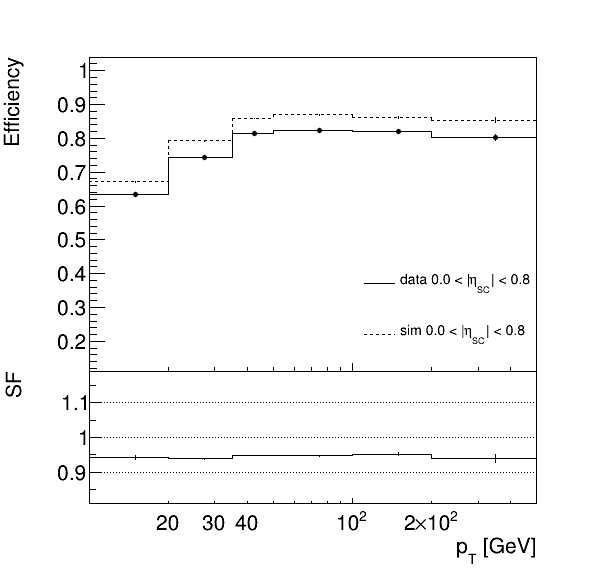 Efficiency
1
0.9
0.8
0.7
0.6
0.5
0.4
0.3
0.2
data 0.0 < |η_SC| < 0.8
sim 0.0 < |η_SC| < 0.8
SF
1.1
1
0.9
20 30 40 10² 2×10²
p_T [GeV]